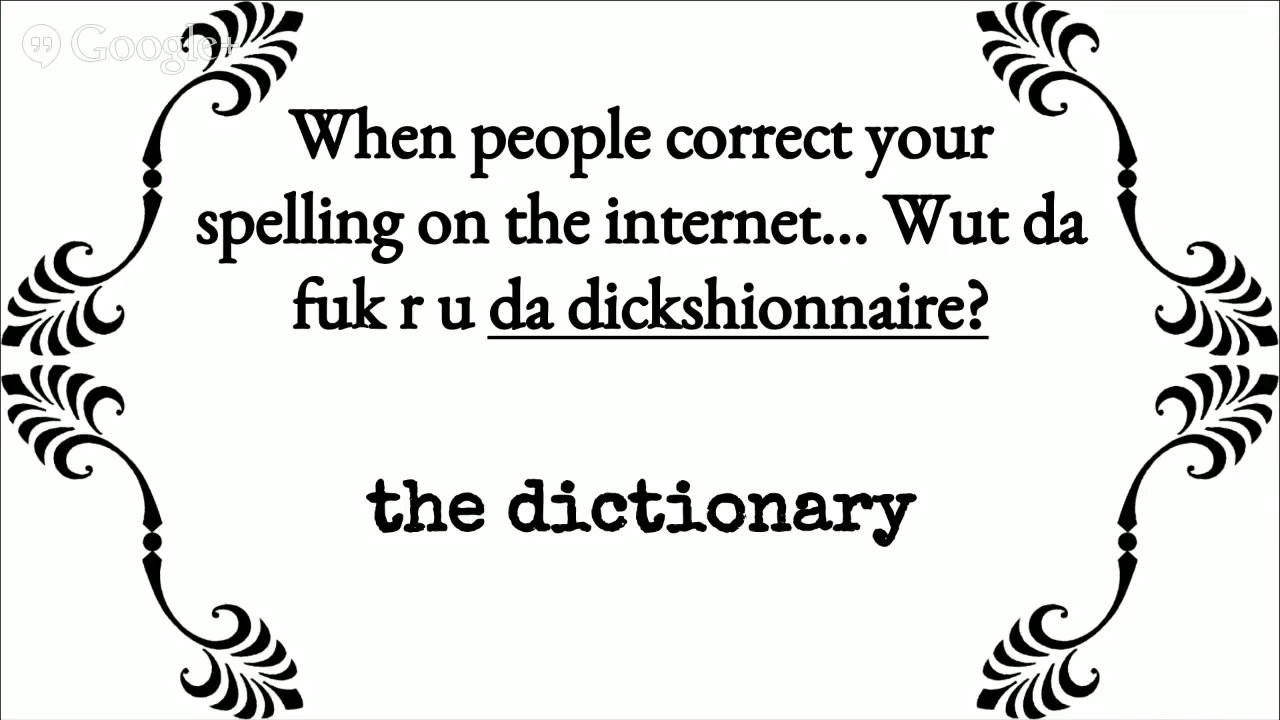 Google+
When people correct your
spelling on the internet... Wut da
fuk r u da dickshionnaire?
the dictionary